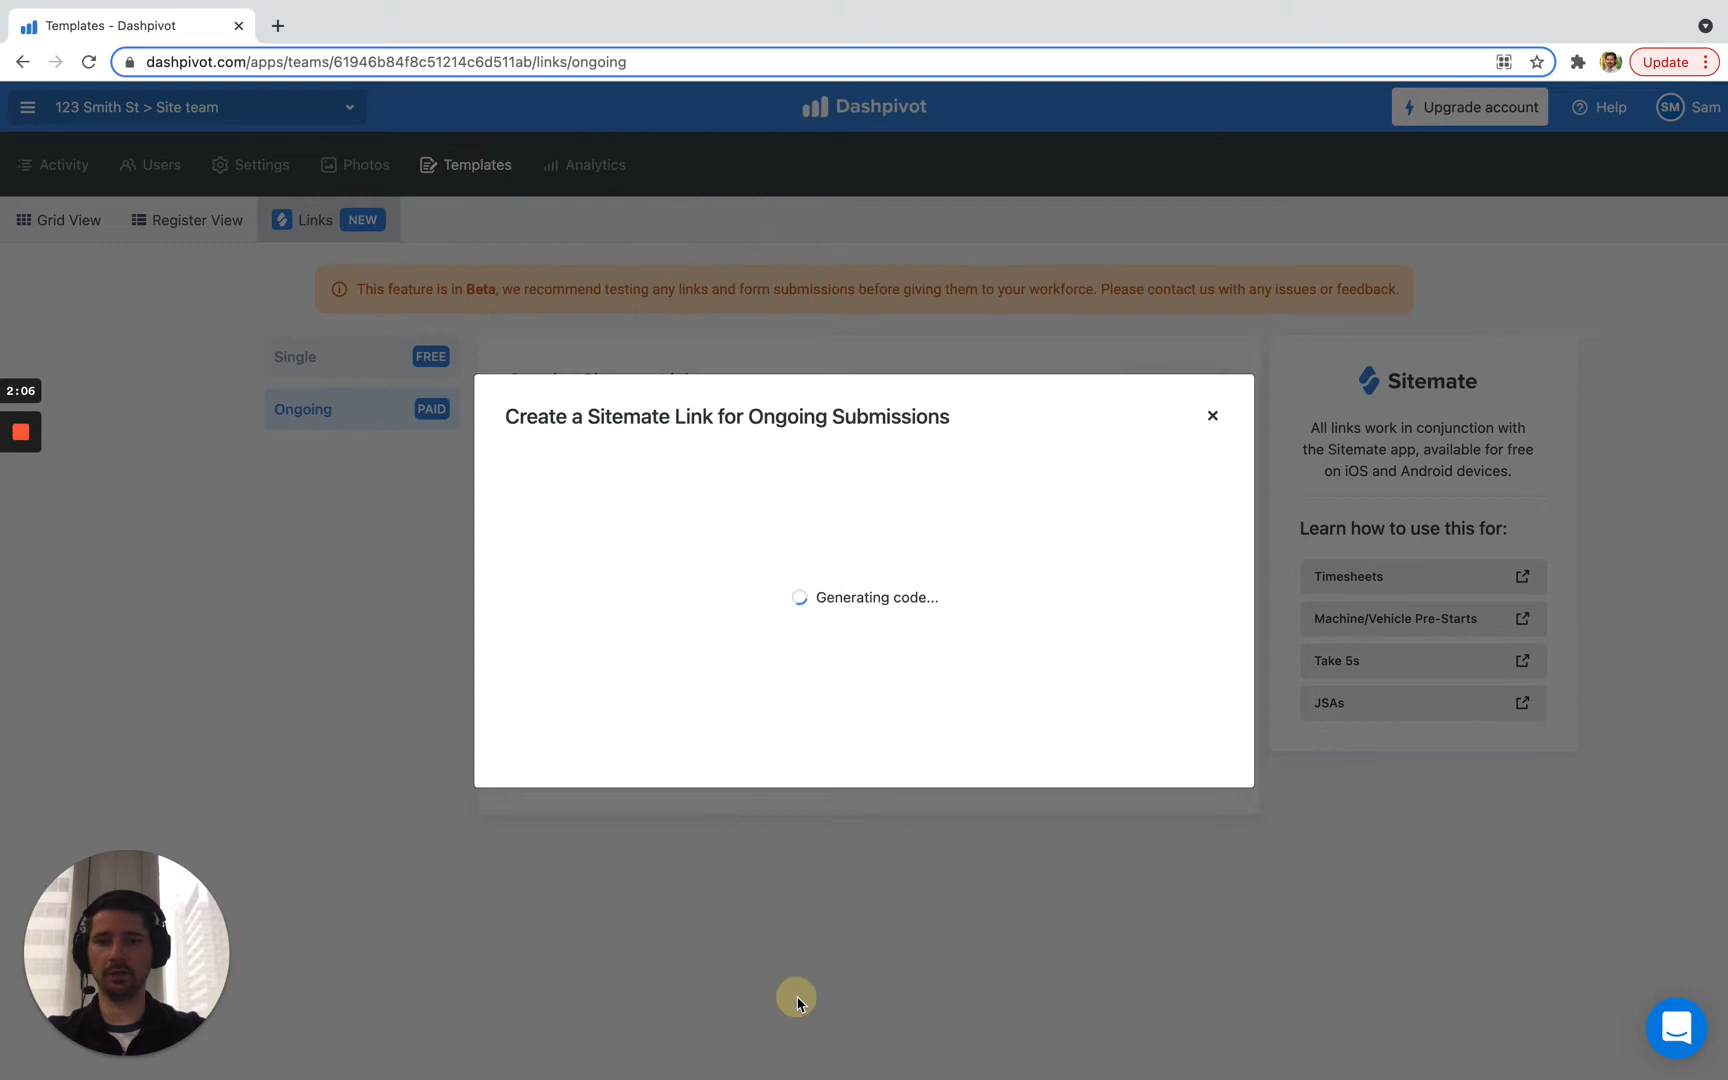 Templates - Dashpivot
dashpivot.com/apps/teams/61946b84f8c51214c6d511ab/links/ongoing
Update
123 Smith St > Site team
Dashpivot
Upgrade account
Help
SM
Sam
Activity
Users
Settings
Photos
Templates
Analytics
Grid View
Register View
Links
NEW
This feature is in Beta, we recommend testing any links and form submissions before giving them to your workforce. Please contact us with any issues or feedback.
Single
FREE
Ongoing
PAID
2:06
Create a Sitemate Link for Ongoing Submissions
Generating code...
Sitemate
All links work in conjunction with
the Sitemate app, available for free
on iOS and Android devices.
Learn how to use this for:
Timesheets
Machine/Vehicle Pre-Starts
Take 5s
JSAs